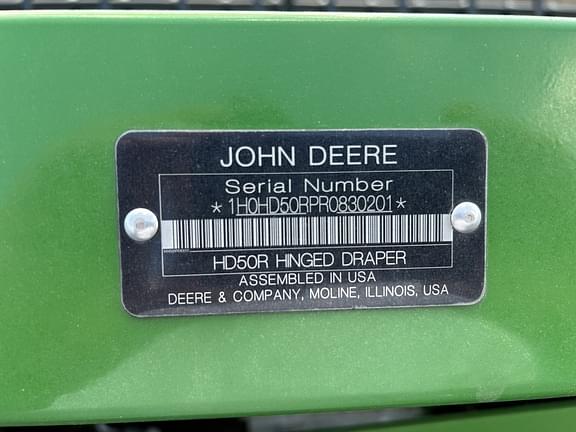 JOHN DEERE
Serial Number
*1H0HD50RPR0830201*
HD50R HINGED DRAPER
ASSEMBLED IN USA
DEERE & COMPANY, MOLINE, ILLINOIS, USA